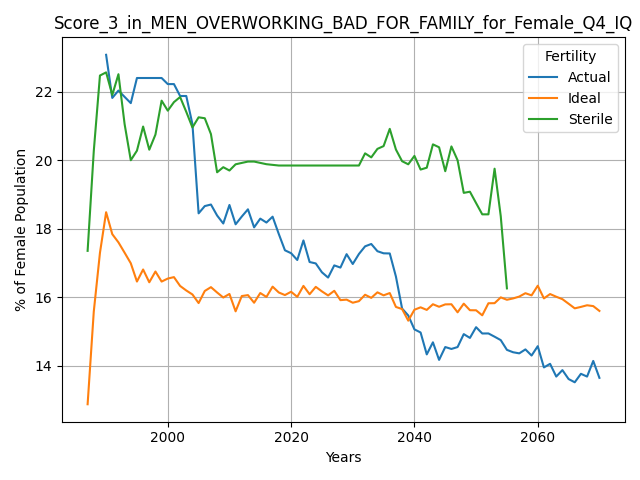 Score_3_in_MEN_OVERWORKING_BAD_FOR_FAMILY_for_Female_Q4_IQ
Fertility
Actual
Ideal
Sterile
% of Female Population
22
20
18
16
14
2000
2020
2040
2060
Years